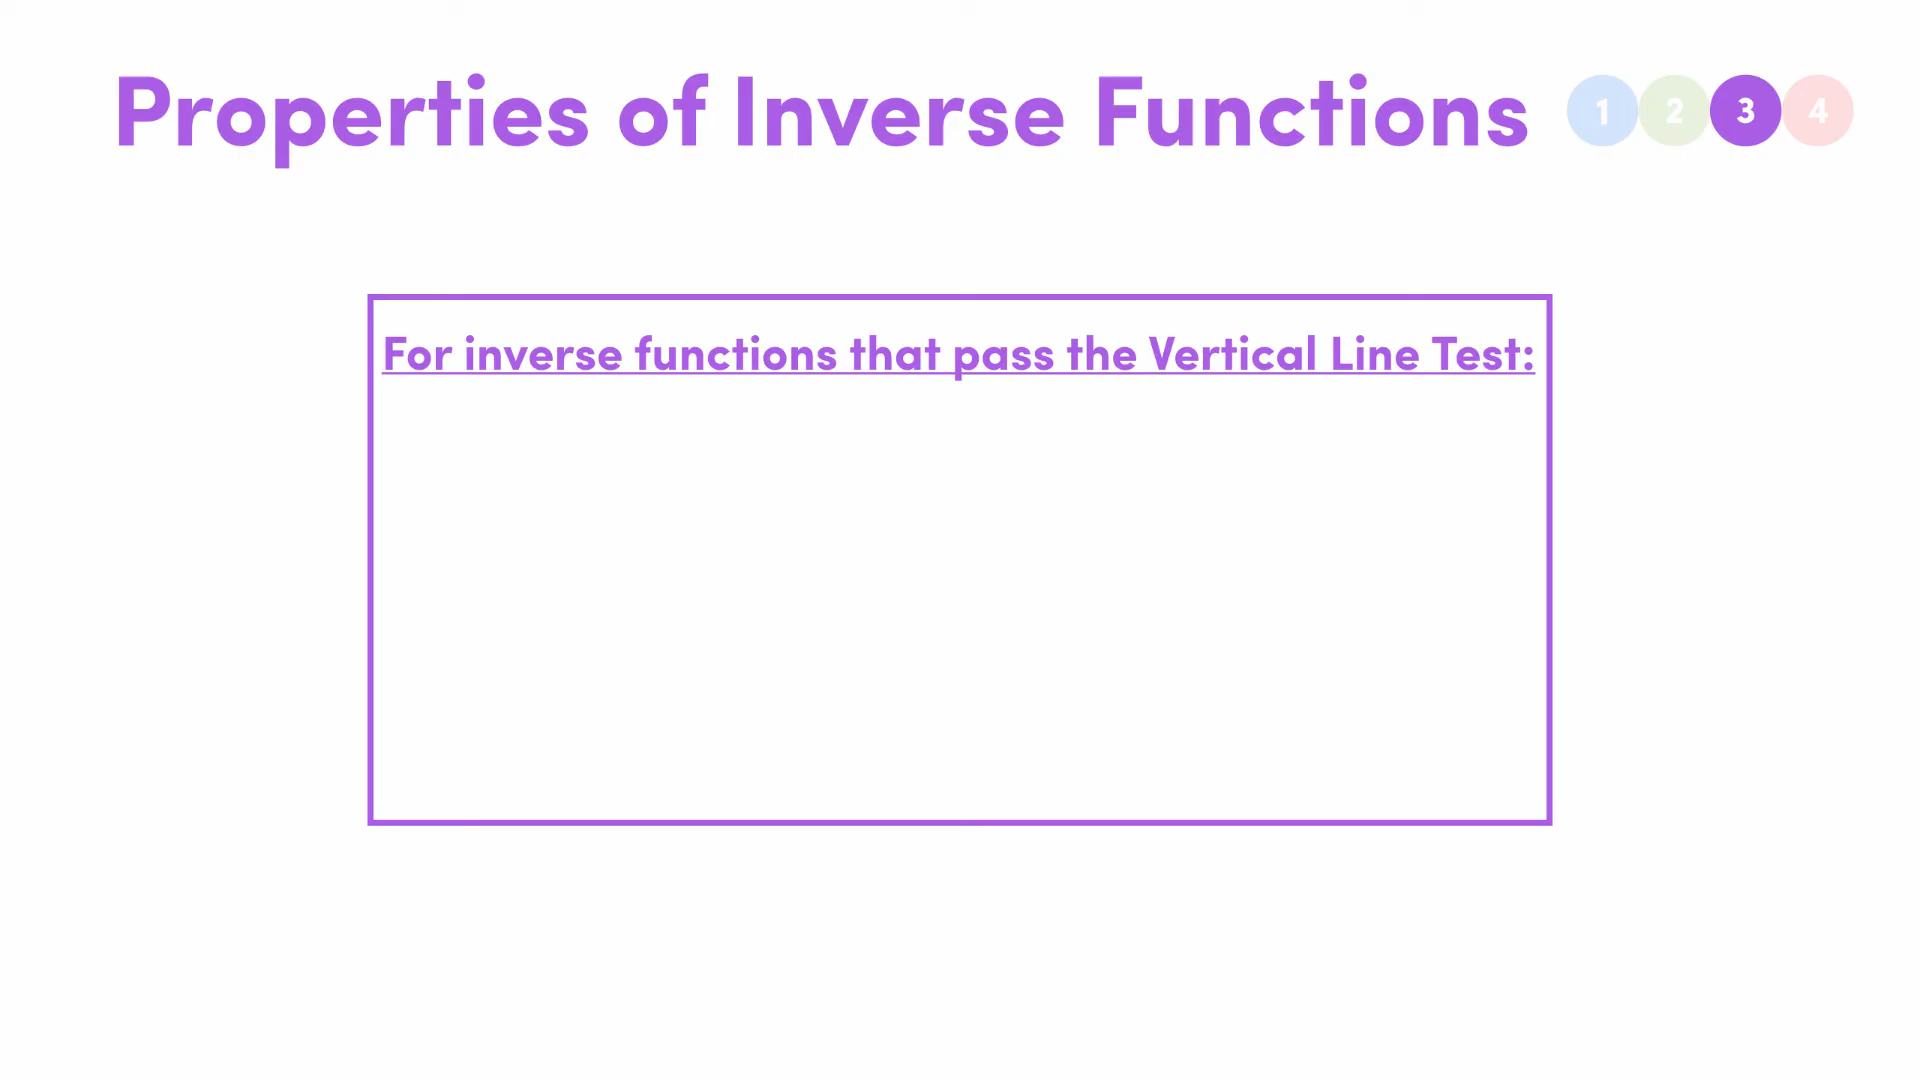 Properties of Inverse Functions 1 2 3 4
For inverse functions that pass the Vertical Line Test: